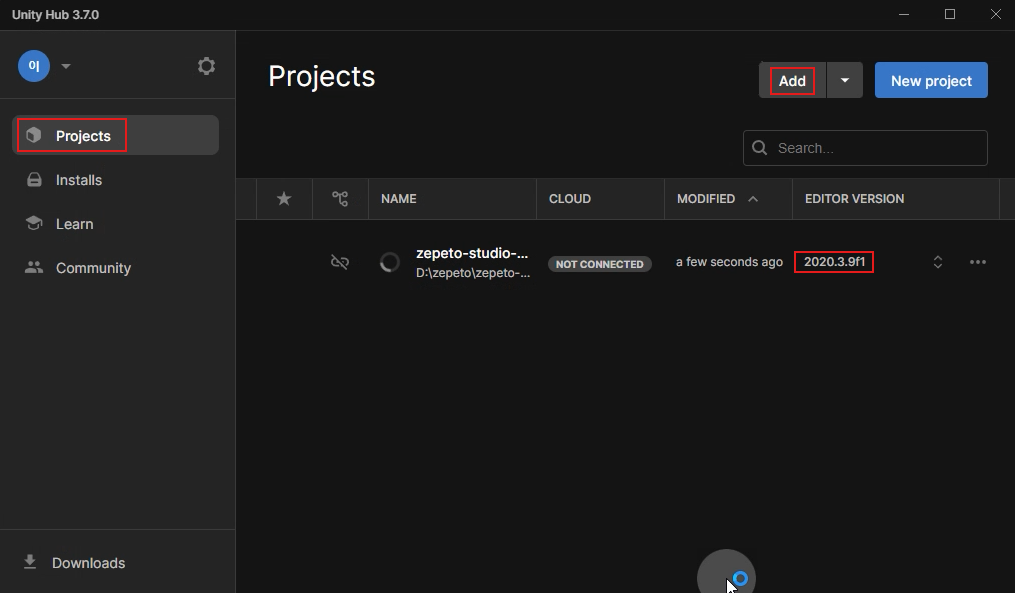 Unity Hub 3.7.0
이
Projects
Installs
Learn
Community
Downloads
Projects
Add
New project
Search...
NAME
CLOUD
MODIFIED
EDITOR VERSION
zepeto-studio-...
D:\zepeto\zepeto-...
NOT CONNECTED
a few seconds ago
2020.3.9f1